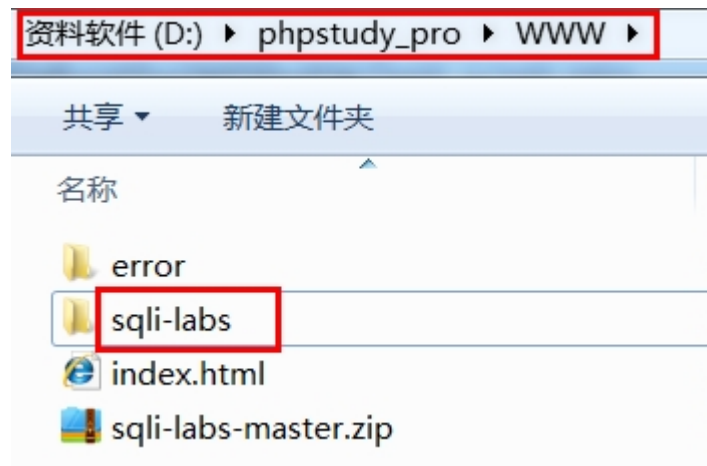 资料软件 (D:) ▸ phpstudy_pro ▸ WWW ▸
共享 新建文件夹
名称
error
sqli-labs
index.html
sqli-labs-master.zip